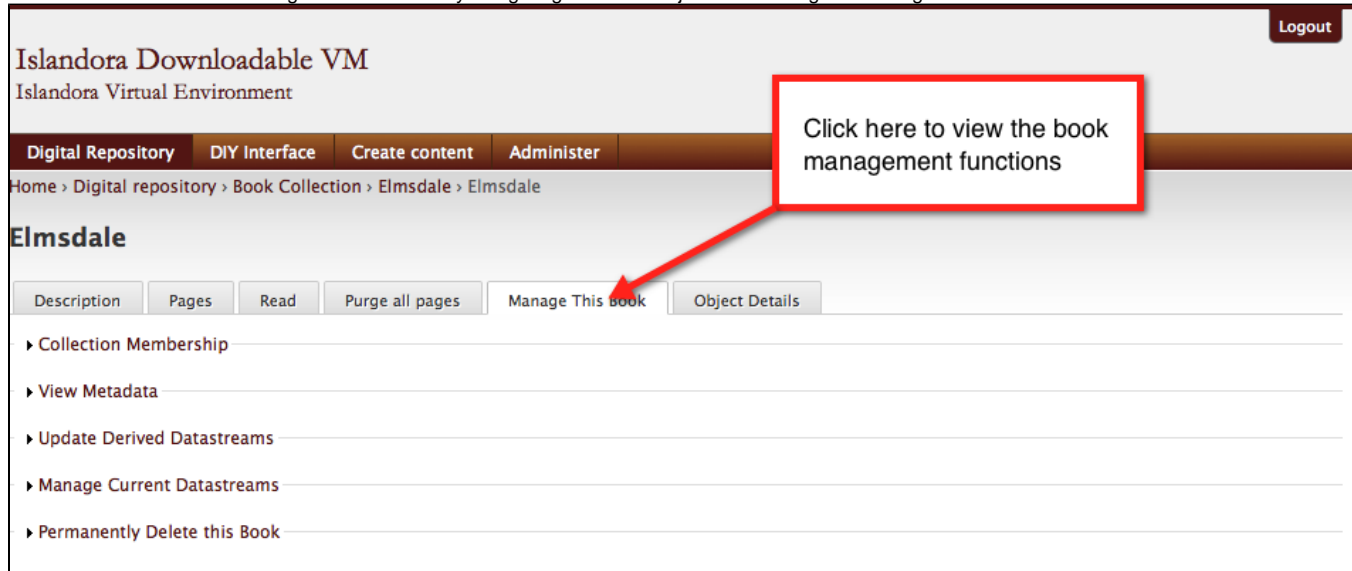 Logout
Islandora Downloadable VM
Islandora Virtual Environment
Click here to view the book
management functions
Digital Repository DIY Interface Create content Administer
Home › Digital repository › Book Collection › Elmsdale › Elmsdale
Elmsdale
Description Pages Read Purge all pages Manage This Book Object Details
Collection Membership
View Metadata
Update Derived Datastreams
Manage Current Datastreams
Permanently Delete this Book